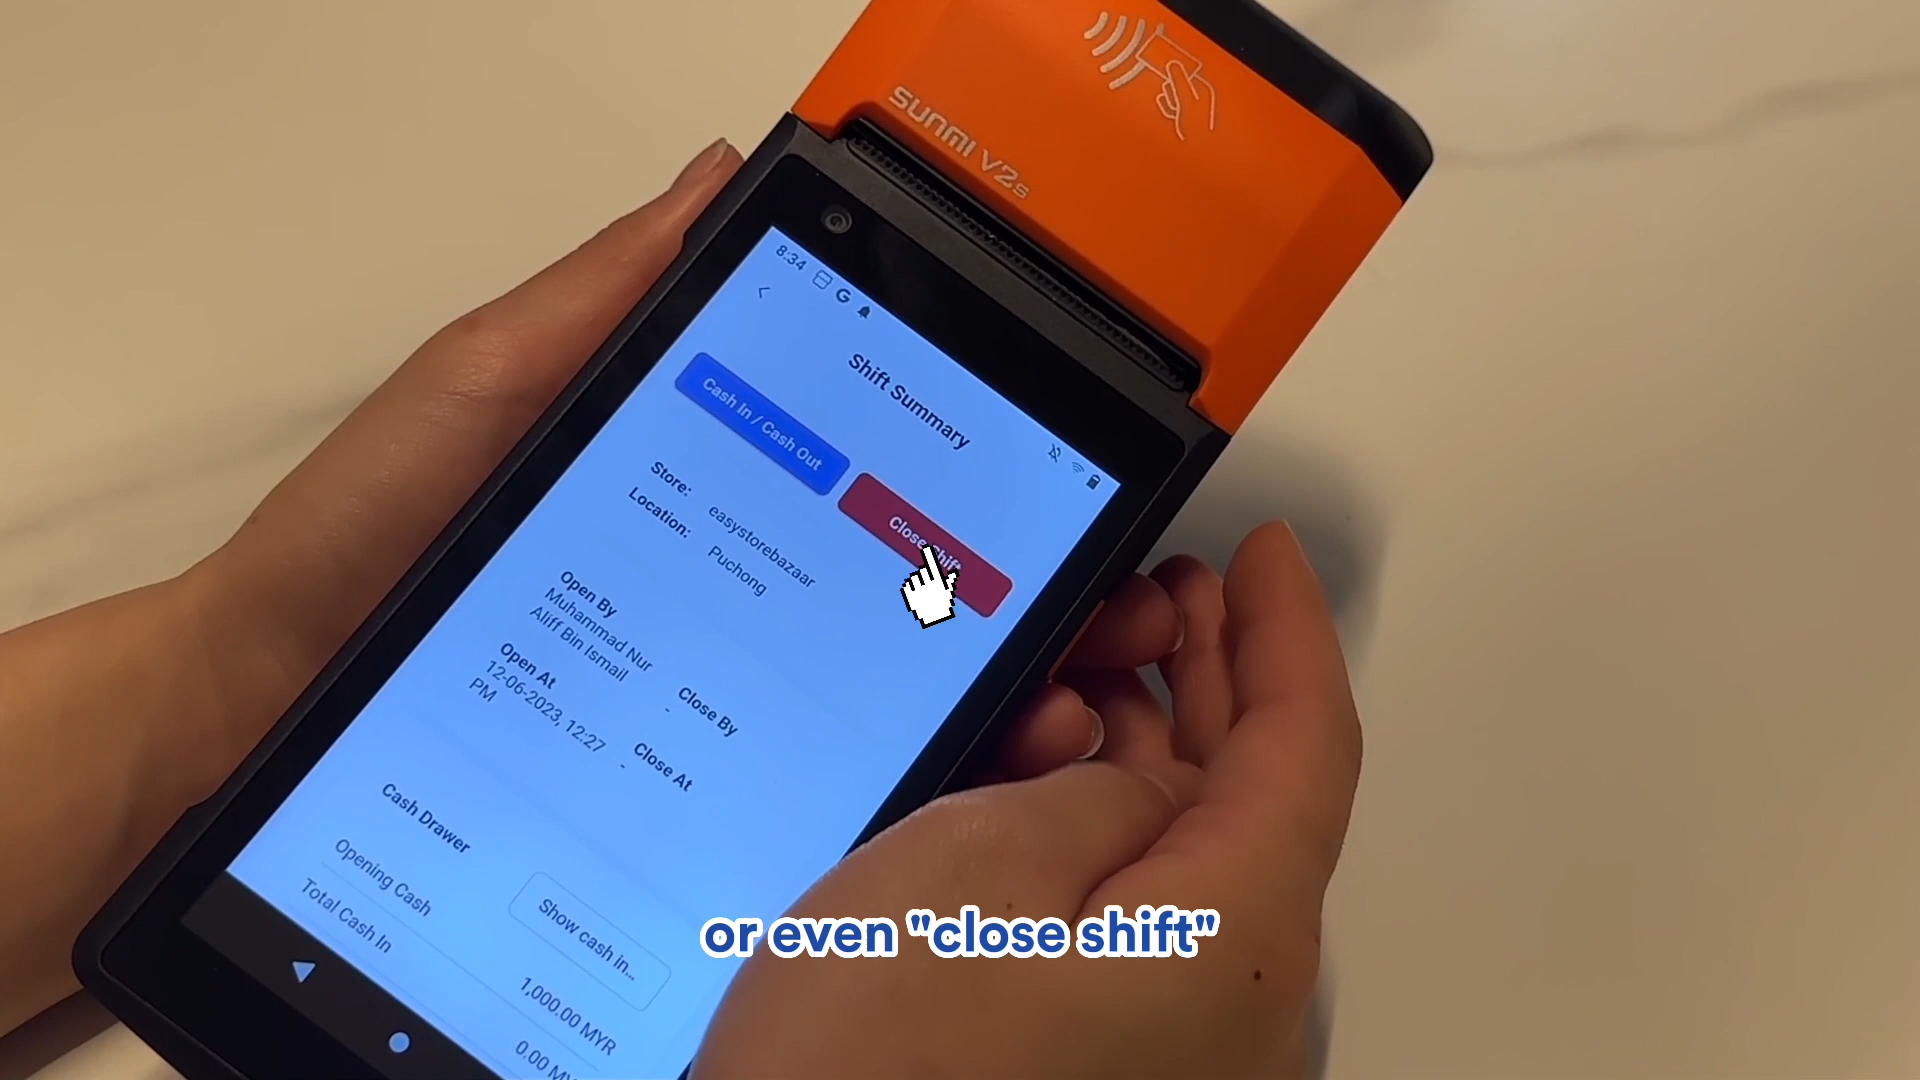 SUNMI V2s
8:34
Shift Summary
Cash In / Cash Out
Close Shift
Store:
easystorebazaar
Location:
Puchong
Open By
Muhammad Nur
Aliff Bin Ismail
Close By
-
Open At
12-06-2023, 12:27
PM
Close At
-
Cash Drawer
Show cash in...
Opening Cash
1,000.00 MYR
Total Cash In
0.00
or even "close shift"